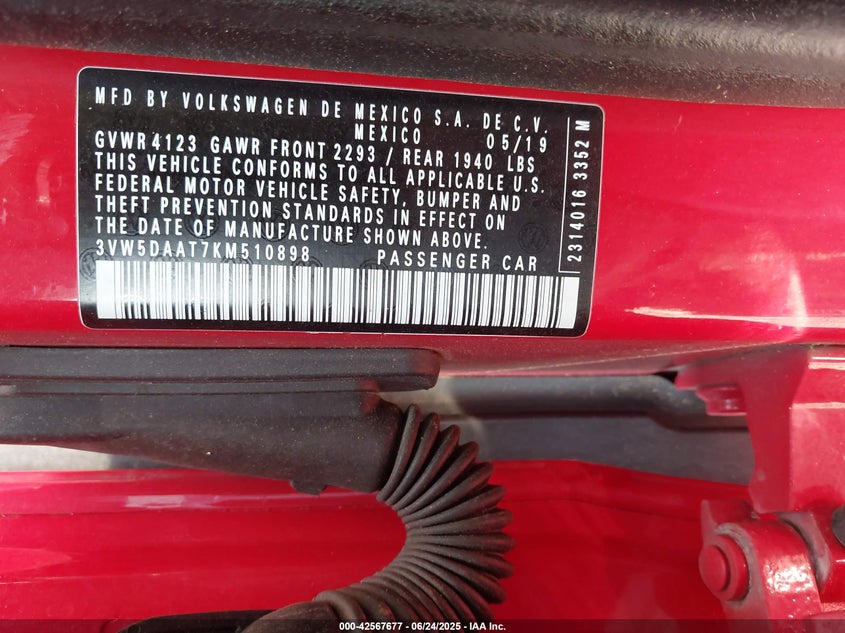 MFD BY VOLKSWAGEN DE MEXICO S.A. DE C.V.
MEXICO 05/19
GVWR 4123 GAWR FRONT 2293 / REAR 1940 LBS
THIS VEHICLE CONFORMS TO ALL APPLICABLE U.S.
FEDERAL MOTOR VEHICLE SAFETY, BUMPER AND
THEFT PREVENTION STANDARDS IN EFFECT ON
THE DATE OF MANUFACTURE SHOWN ABOVE.
3VW5DAAT7KM510898 PASSENGER CAR
2314016 3352 M
000-42567677 - 06/24/2025 - IAA Inc.